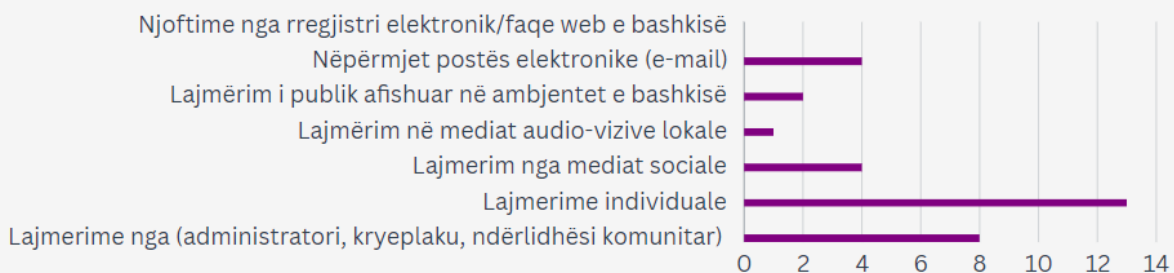 Njoftime nga rregjistri elektronik/faqe web e bashkisë
Nëpërmjet postës elektronike (e-mail)
Lajmërim i publik afishuar në ambjentet e bashkisë
Lajmërim në mediat audio-vizive lokale
Lajmerim nga mediat sociale
Lajmerime individuale
Lajmerime nga (administratori, kryeplaku, ndërlidhësi komunitar)
0 2 4 6 8 10 12 14